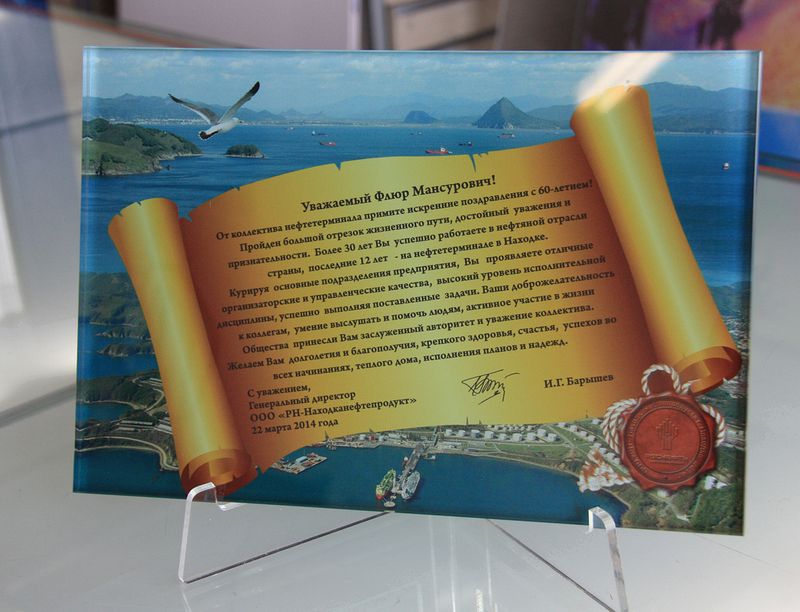 Уважаемый Флюр Мансурович!
От коллектива нефтетерминала примите искренние поздравления с 60-летием!
Пройден большой отрезок жизненного пути, достойный уважения и
признательности. Более 30 лет Вы успешно работаете в нефтяной отрасли
страны, последние 12 лет - на нефтетерминале в Находке.
Курируя основные подразделения предприятия, Вы проявляете отличные
организаторские и управленческие качества, высокий уровень исполнительной
дисциплины, успешно выполняя поставленные задачи. Ваши доброжелательность
к коллегам, умение выслушать и помочь людям, активное участие в жизни
Общества принесли Вам заслуженный авторитет и уважение коллектива.
Желаем Вам долголетия и благополучия, крепкого здоровья, счастья, успехов во
всех начинаниях, теплого дома, исполнения планов и надежд.
С уважением,
Генеральный директор
ООО «РН-Находканефтепродукт»
И.Г. Барышев
22 марта 2014 года